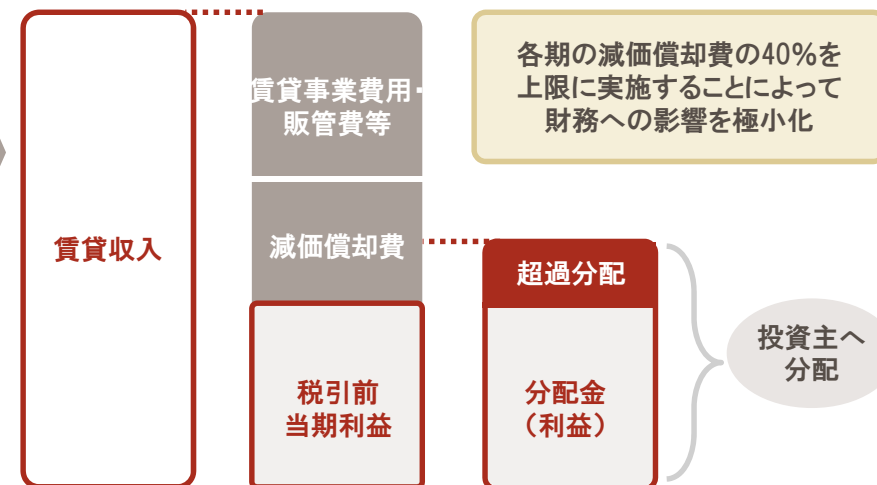 賃貸収入
賃貸事業費用・
販管費等
減価償却費
税引前
当期利益
各期の減価償却費の40%を
上限に実施することによって
財務への影響を極小化
超過分配
分配金
（利益）
投資主へ
分配